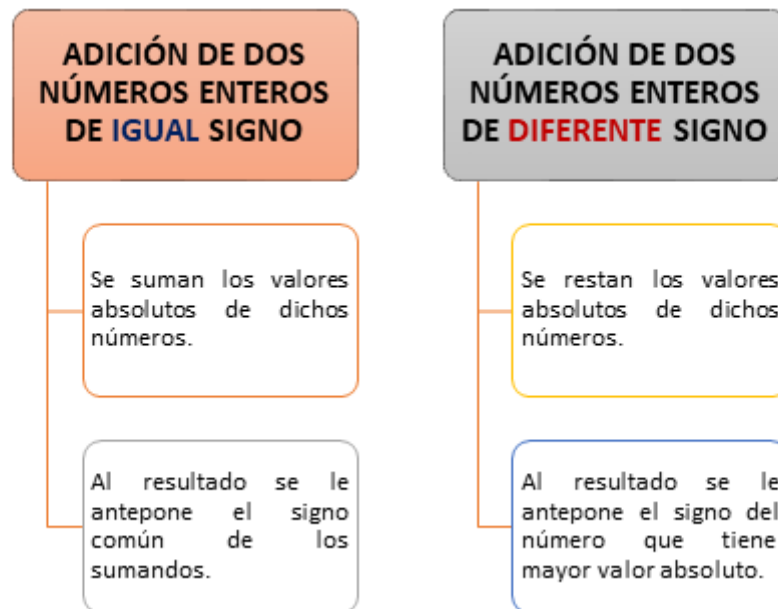 ADICIÓN DE DOS
NÚMEROS ENTEROS
DE IGUAL SIGNO
Se suman los valores
absolutos de dichos
números.
Al resultado se le
antepone el signo
común de los
sumandos.
ADICIÓN DE DOS
NÚMEROS ENTEROS
DE DIFERENTE SIGNO
Se restan los valores
absolutos de dichos
números.
Al resultado se le
antepone el signo del
número que tiene
mayor valor absoluto.